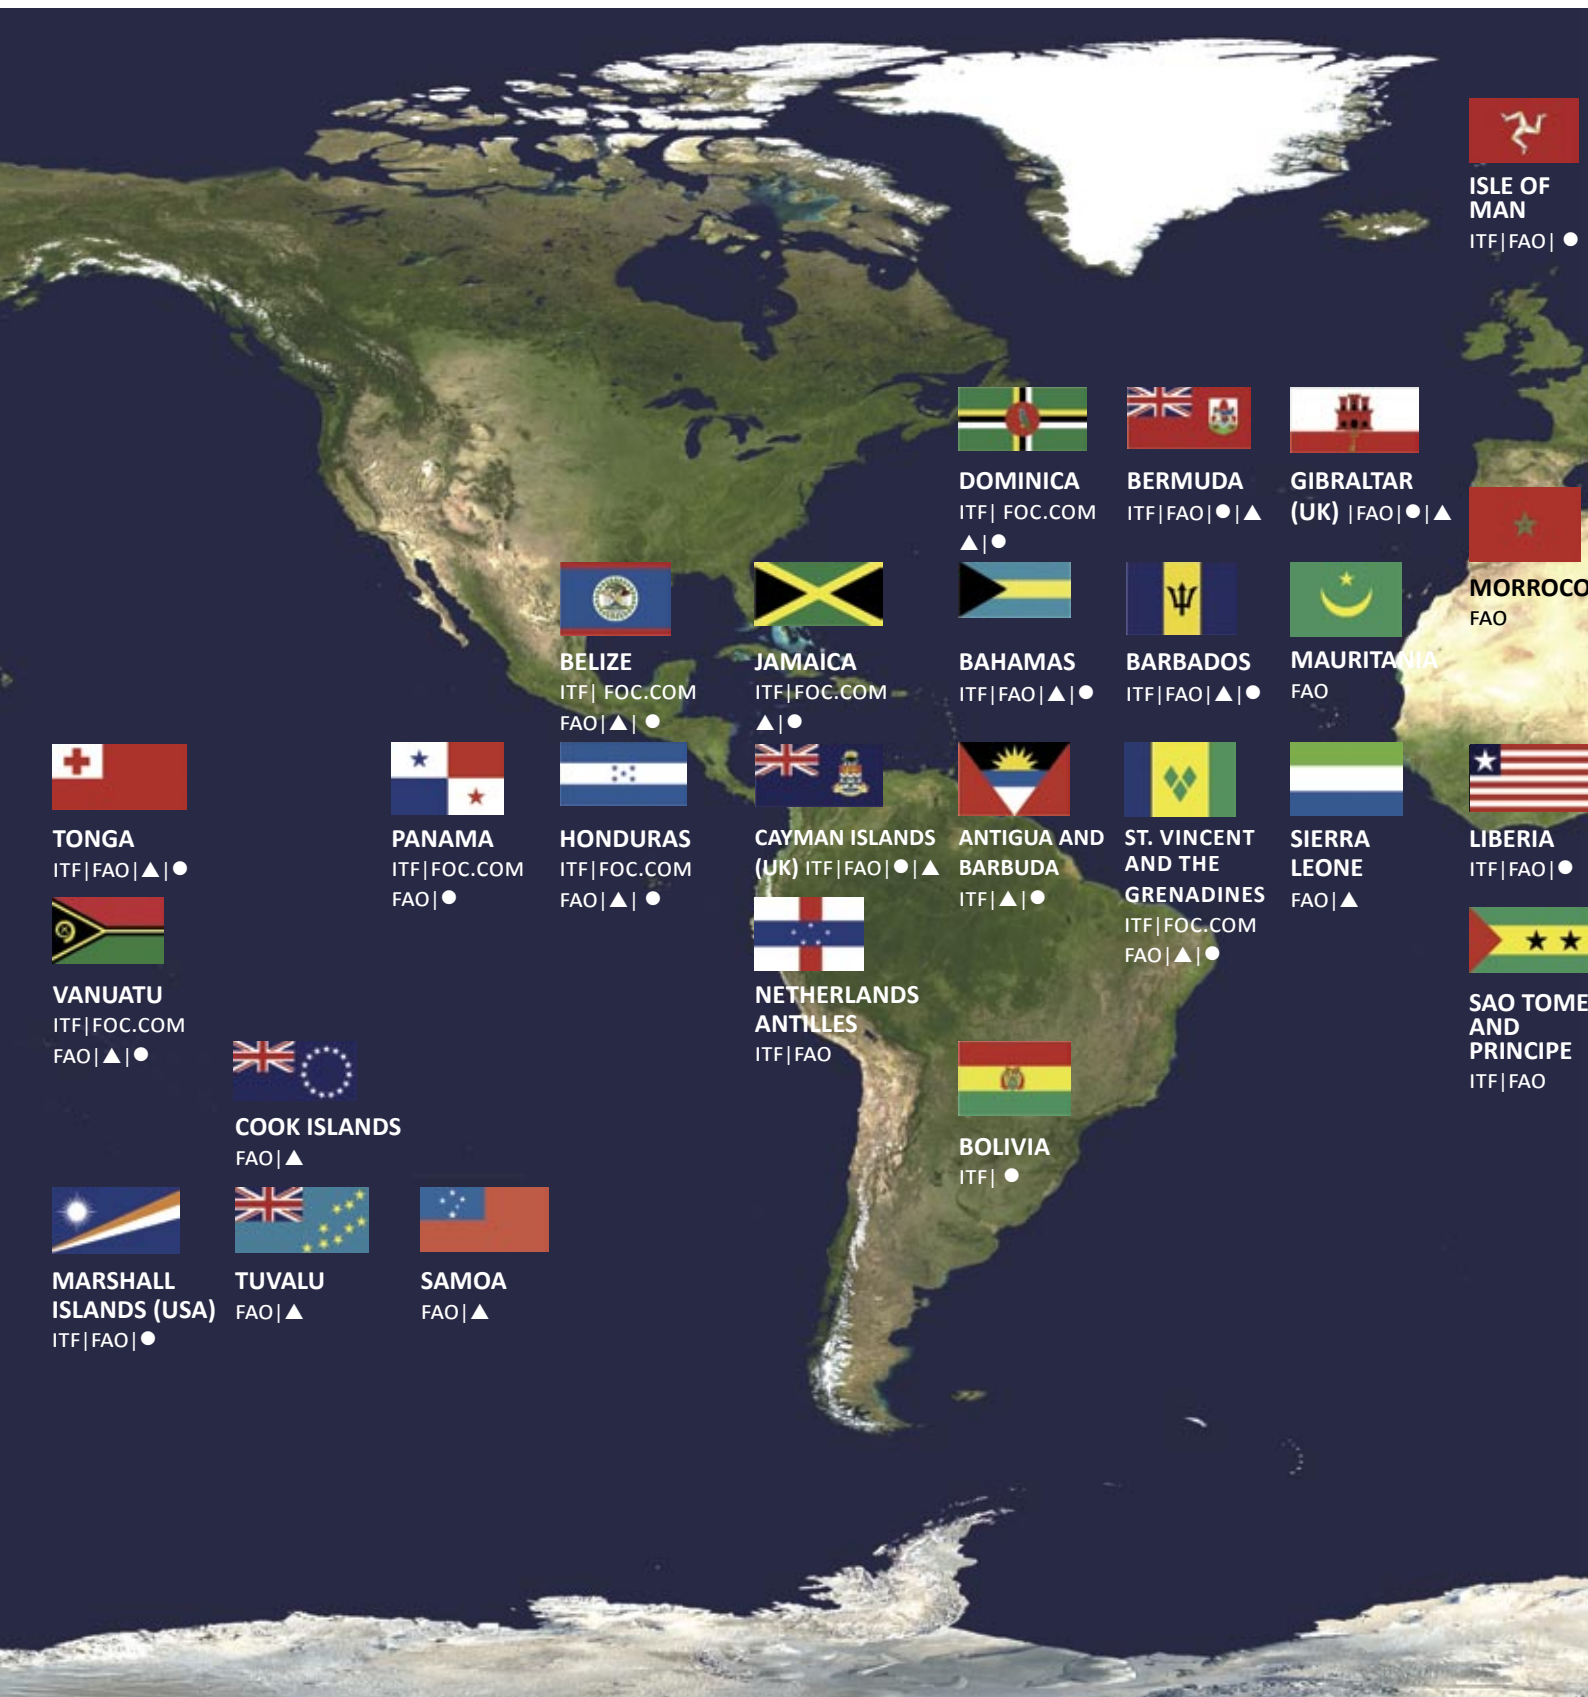 ISLE OF
MAN
ITF|FAO| ●
DOMINICA
ITF| FOC.COM
▲|●
BERMUDA
ITF|FAO|●|▲
GIBRALTAR
(UK) |FAO|●|▲
MORROCO
FAO
BELIZE
ITF| FOC.COM
FAO|▲| ●
JAMAICA
ITF|FOC.COM
▲|●
BAHAMAS
ITF|FAO|▲|●
BARBADOS
ITF|FAO|▲|●
MAURITANIA
FAO
TONGA
ITF|FAO|▲|●
PANAMA
ITF|FOC.COM
FAO|●
HONDURAS
ITF|FOC.COM
FAO|▲| ●
CAYMAN ISLANDS
(UK) ITF|FAO|●|▲
ANTIGUA AND
BARBUDA
ITF|▲|●
ST. VINCENT
AND THE
GRENADINES
ITF|FOC.COM
FAO|▲|●
SIERRA
LEONE
FAO|▲
LIBERIA
ITF|FAO|●
VANUATU
ITF|FOC.COM
FAO|▲|●
NETHERLANDS
ANTILLES
ITF|FAO
SAO TOME
AND
PRINCIPE
ITF|FAO
COOK ISLANDS
FAO|▲
BOLIVIA
ITF| ●
MARSHALL
ISLANDS (USA)
ITF|FAO|●
TUVALU
FAO|▲
SAMOA
FAO|▲